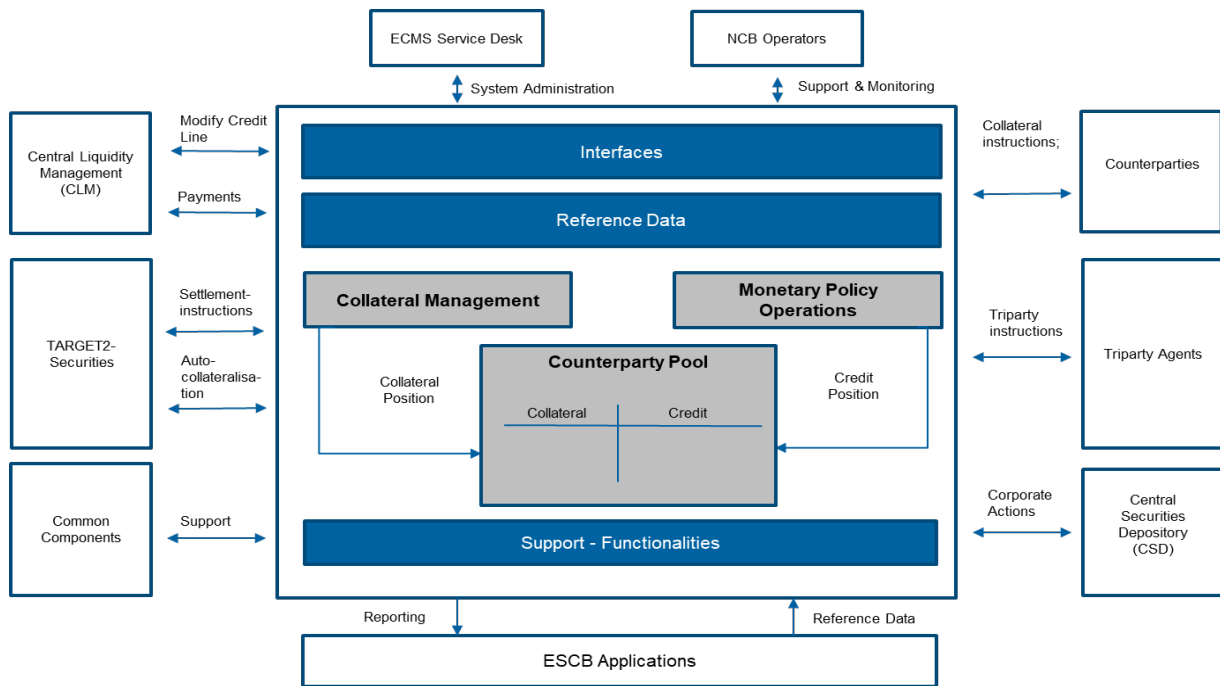 ECMS Service Desk
NCB Operators
System Administration
Support & Monitoring
Central Liquidity
Management
(CLM)
Modify Credit
Line
Payments
Interfaces
Reference Data
Collateral
instructions;
Counterparties
TARGET2-
Securities
Settlement-
instructions
Auto-
collateralisa-
tion
Collateral Management
Monetary Policy
Operations
Collateral
Position
Counterparty Pool
Collateral
Credit
Credit
Position
Triparty
instructions
Triparty Agents
Common
Components
Support
Support - Functionalities
Corporate
Actions
Central
Securities
Depository
(CSD)
Reporting
Reference Data
ESCB Applications